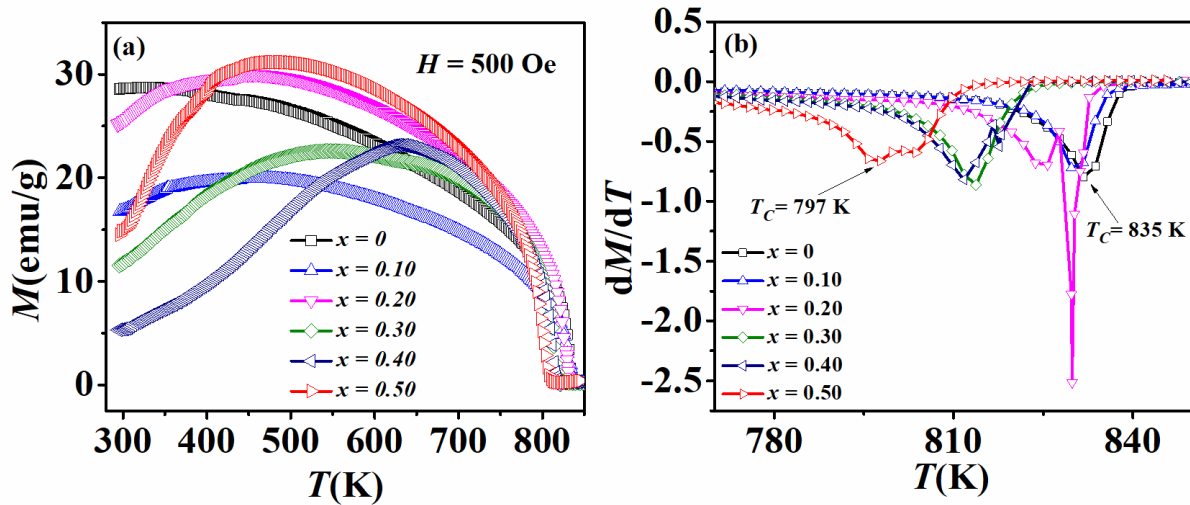 (a)
H = 500 Oe
M(emu/g)
30
20
10
0
x = 0
x = 0.10
x = 0.20
x = 0.30
x = 0.40
x = 0.50
300 400 500 600 700 800
T(K)
(b)
dM/dT
0.5
0.0
-0.5
-1.0
-1.5
-2.0
-2.5
T_C= 797 K
T_C= 835 K
x = 0
x = 0.10
x = 0.20
x = 0.30
x = 0.40
x = 0.50
780 810 840
T(K)